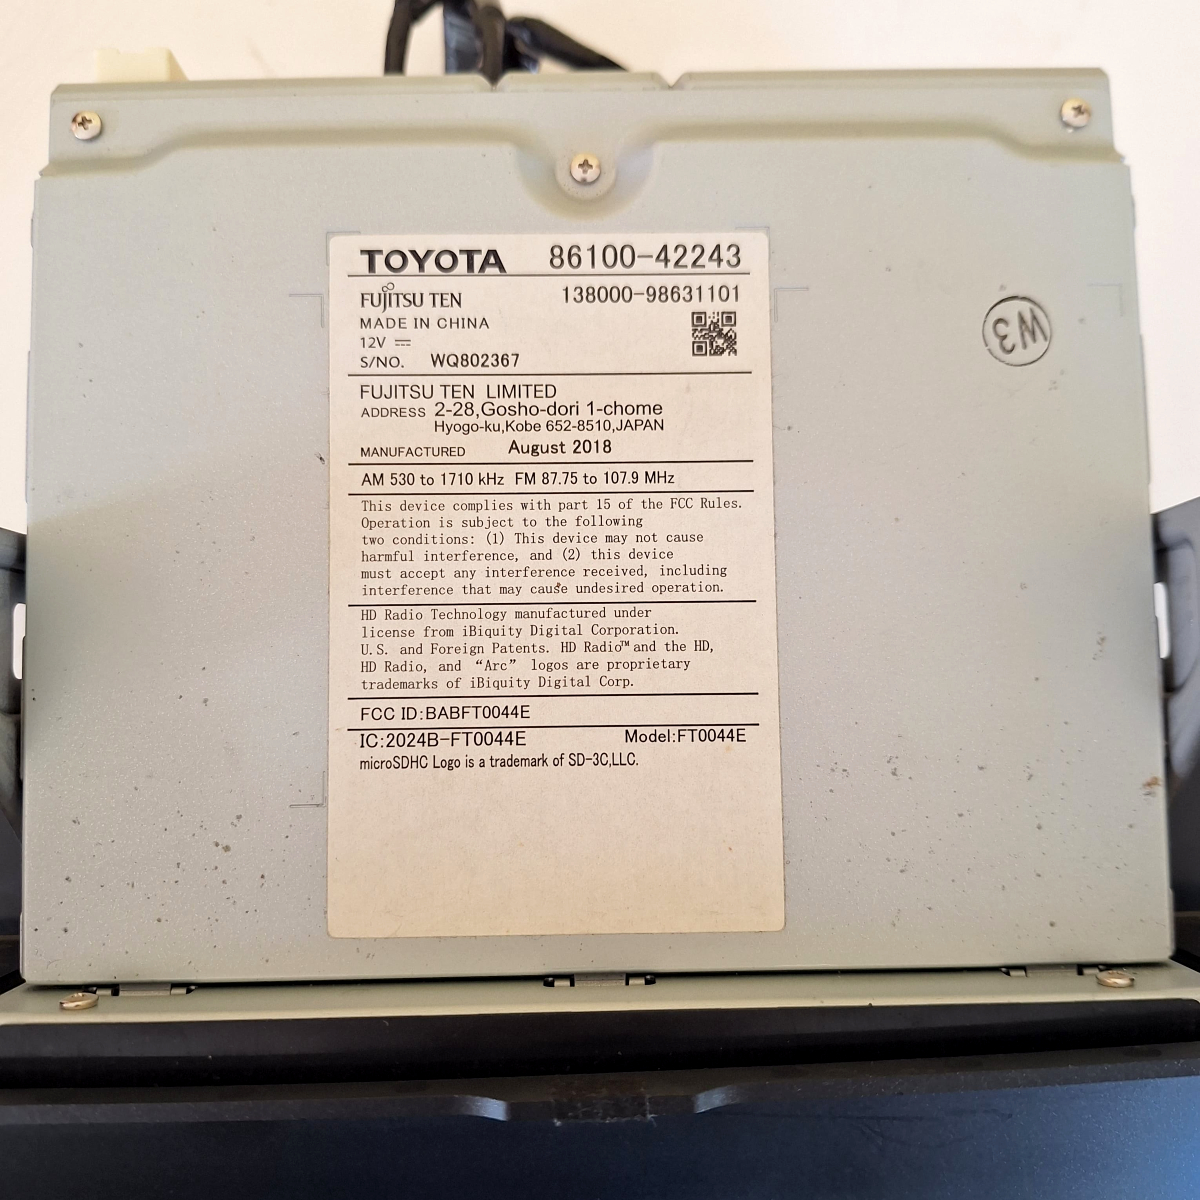 TOYOTA 86100-42243
FUJITSU TEN 138000-98631101
MADE IN CHINA
12V ⎓
S/NO. WQ802367
FUJITSU TEN LIMITED
ADDRESS 2-28,Gosho-dori 1-chome
Hyogo-ku,Kobe 652-8510,JAPAN
MANUFACTURED August 2018
AM 530 to 1710 kHz FM 87.75 to 107.9 MHz
This device complies with part 15 of the FCC Rules.
Operation is subject to the following
two conditions: (1) This device may not cause
harmful interference, and (2) this device
must accept any interference received, including
interference that may cause undesired operation.
HD Radio Technology manufactured under
license from iBiquity Digital Corporation.
U.S. and Foreign Patents. HD Radio™ and the HD,
HD Radio, and “Arc” logos are proprietary
trademarks of iBiquity Digital Corp.
FCC ID:BABFT0044E
IC:2024B-FT0044E Model:FT0044E
microSDHC Logo is a trademark of SD-3C,LLC.
W3